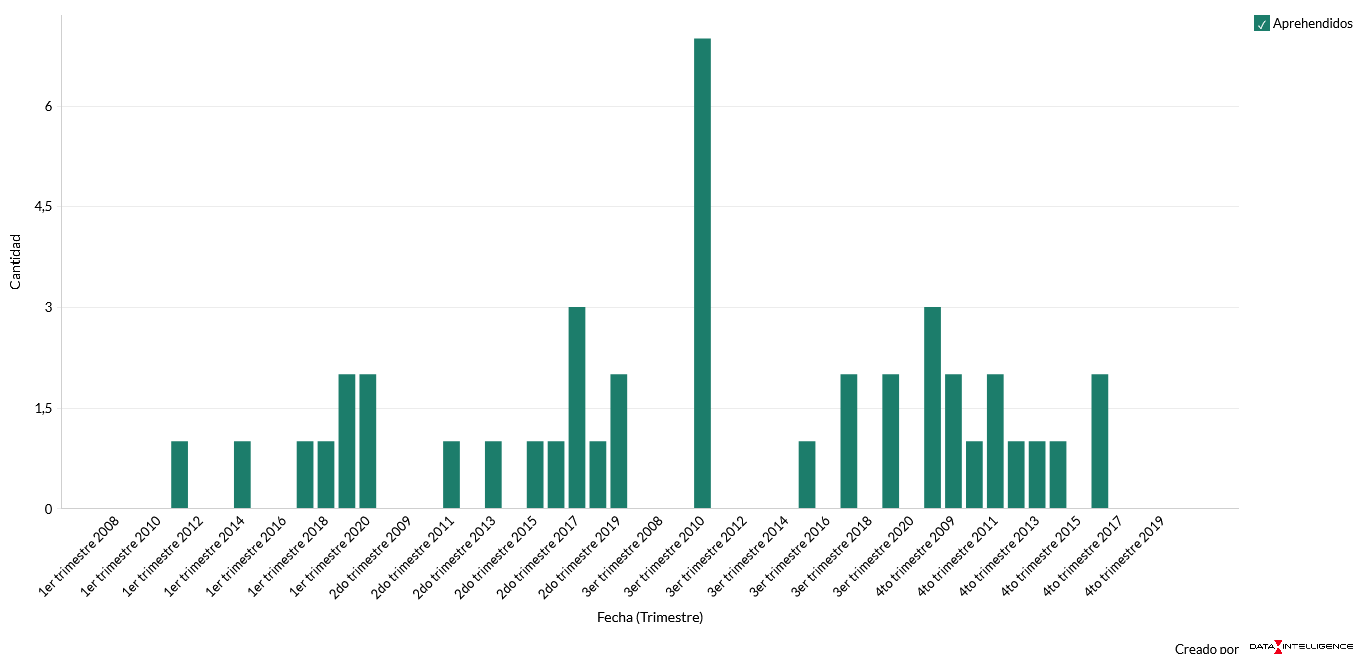 Aprehendidos
6
4,5
3
1,5
0
Cantidad
1er trimestre 2008
1er trimestre 2010
1er trimestre 2012
1er trimestre 2014
1er trimestre 2016
1er trimestre 2018
1er trimestre 2020
2do trimestre 2009
2do trimestre 2011
2do trimestre 2013
2do trimestre 2015
2do trimestre 2017
2do trimestre 2019
3er trimestre 2008
3er trimestre 2010
3er trimestre 2012
3er trimestre 2014
3er trimestre 2016
3er trimestre 2018
3er trimestre 2020
4to trimestre 2009
4to trimestre 2011
4to trimestre 2013
4to trimestre 2015
4to trimestre 2017
4to trimestre 2019
Fecha (Trimestre)
Creado por DATA INTELLIGENCE